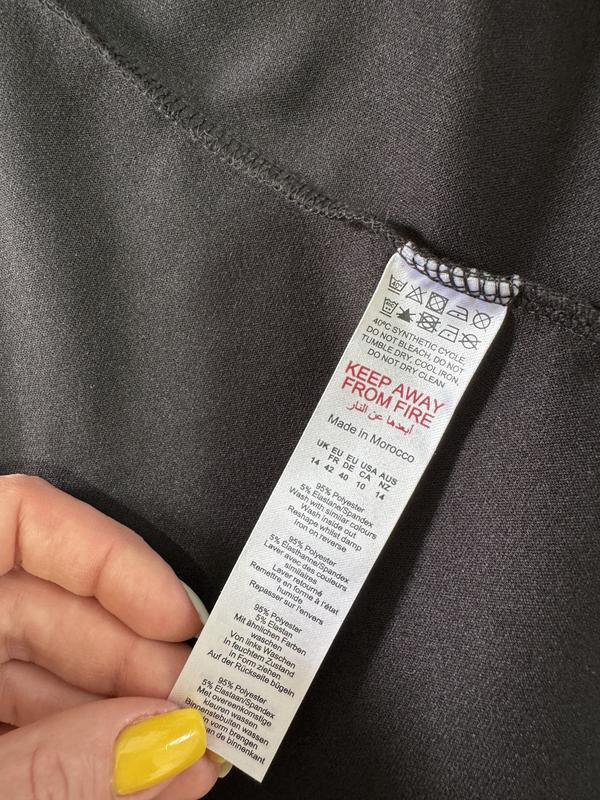 40ºC SYNTHETIC CYCLE
DO NOT BLEACH, DO NOT
TUMBLE DRY, COOL IRON,
DO NOT DRY CLEAN
KEEP AWAY
FROM FIRE
أبعدها عن النار
Made in Morocco
UK EU EU USA AUS
FR DE CA NZ
14 42 40 10 14
95% Polyester
5% Elastane/Spandex
Wash with similar colours
Wash inside out
Reshape whilst damp
Iron on reverse
95% Polyester
5% Elasthanne/Spandex
Laver avec des couleurs
similaires
Laver retourné
Remettre en forme à l'état
humide
Repasser sur l'envers
95% Polyester
5% Elastan
Mit ähnlichen Farben
waschen
Von links Waschen
In feuchtem Zustand
in Form ziehen
Auf der Rückseite bügeln
95% Polyester
5% Elastaan/Spandex
Met overeenkomstige
kleuren wassen
Binnenstebuiten wassen
in vorm brengen
van de binnenkant